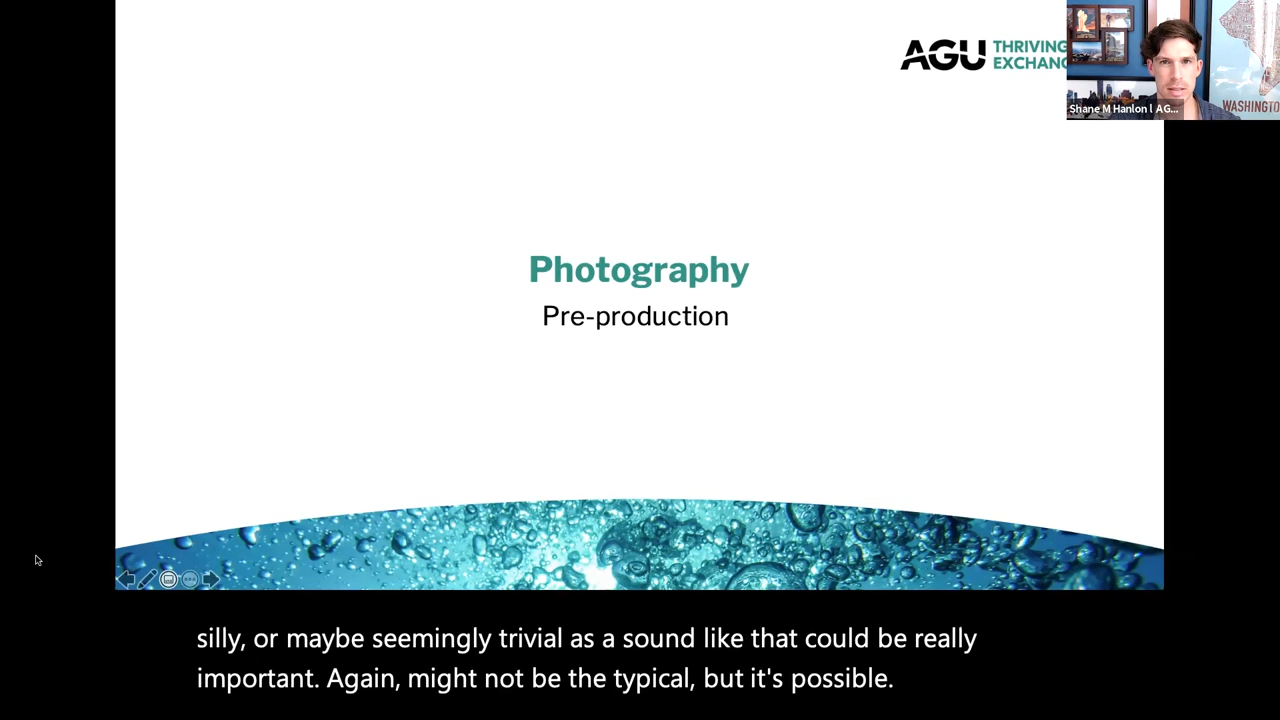 AGU THRIVING
EXCHANG
Shane M Hanlon l AG...
WASHINGTO
Photography
Pre-production
silly, or maybe seemingly trivial as a sound like that could be really
important. Again, might not be the typical, but it's possible.